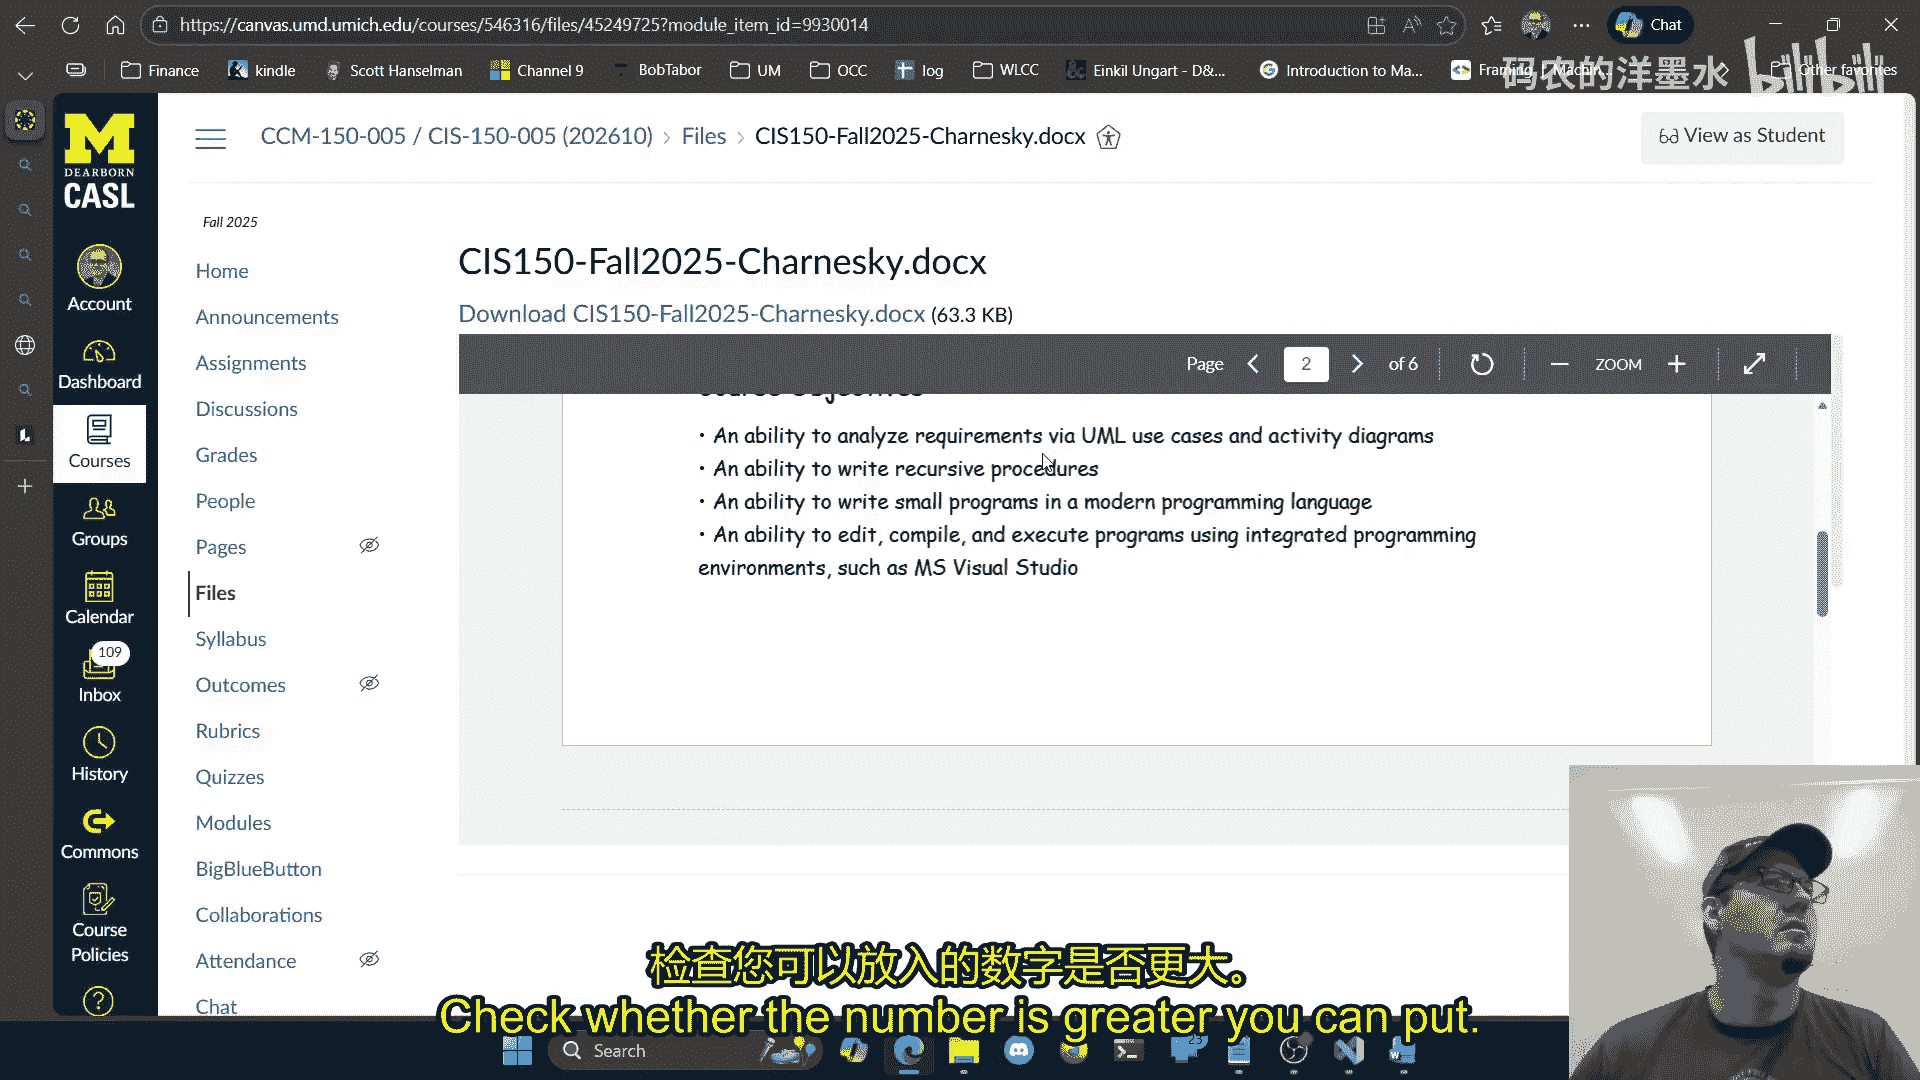 https://canvas.umd.umich.edu/courses/546316/files/45249725?module_item_id=9930014
Chat
Finance
kindle
Scott Hanselman
Channel 9
BobTabor
UM
OCC
log
WLCC
Einkil Ungart - D&...
Introduction to Ma...
Framing
Other favorites
码农的洋墨水
bilibili
M
DEARBORN
CASL
CCM-150-005 / CIS-150-005 (202610)
Files
CIS150-Fall2025-Charnesky.docx
View as Student
Fall 2025
Home
Announcements
Assignments
Discussions
Grades
People
Pages
Files
Syllabus
Outcomes
Rubrics
Quizzes
Modules
BigBlueButton
Collaborations
Attendance
Chat
Account
Dashboard
Courses
Groups
Calendar
109
Inbox
History
Commons
Course
Policies
CIS150-Fall2025-Charnesky.docx
Download CIS150-Fall2025-Charnesky.docx (63.3 KB)
Page
2
of 6
ZOOM
Course Objectives
• An ability to analyze requirements via UML use cases and activity diagrams
• An ability to write recursive procedures
• An ability to write small programs in a modern programming language
• An ability to edit, compile, and execute programs using integrated programming
environments, such as MS Visual Studio
检查您可以放入的数字是否更大。
Check whether the number is greater you can put.
Search
23